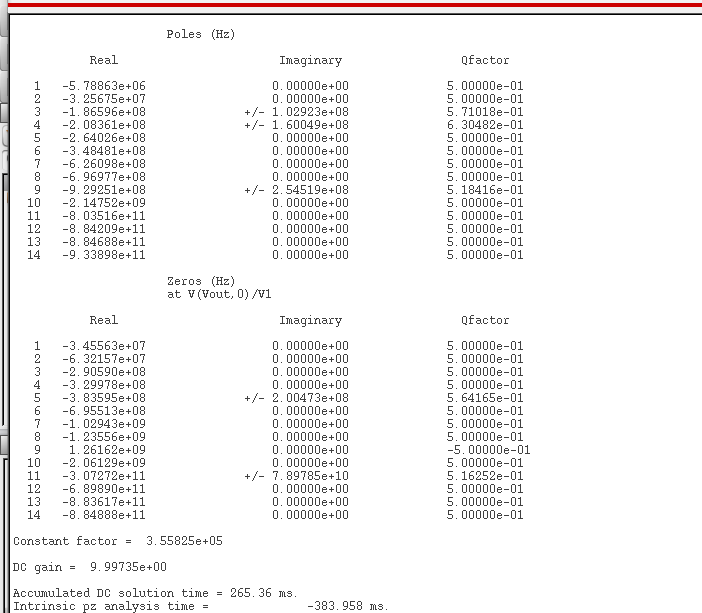 Poles (Hz)
Real Imaginary Qfactor
1 -5.78863e+06 0.00000e+00 5.00000e-01
2 -3.25675e+07 0.00000e+00 5.00000e-01
3 -1.86596e+08 +/- 1.02923e+08 5.71018e-01
4 -2.08361e+08 +/- 1.60049e+08 6.30482e-01
5 -2.64026e+08 0.00000e+00 5.00000e-01
6 -3.48481e+08 0.00000e+00 5.00000e-01
7 -6.26098e+08 0.00000e+00 5.00000e-01
8 -6.96977e+08 0.00000e+00 5.00000e-01
9 -9.29251e+08 +/- 2.54519e+08 5.18416e-01
10 -2.14752e+09 0.00000e+00 5.00000e-01
11 -8.03516e+11 0.00000e+00 5.00000e-01
12 -8.84209e+11 0.00000e+00 5.00000e-01
13 -8.84688e+11 0.00000e+00 5.00000e-01
14 -9.33898e+11 0.00000e+00 5.00000e-01
Zeros (Hz)
at V(Vout,0)/V1
Real Imaginary Qfactor
1 -3.45563e+07 0.00000e+00 5.00000e-01
2 -6.32157e+07 0.00000e+00 5.00000e-01
3 -2.90590e+08 0.00000e+00 5.00000e-01
4 -3.29978e+08 0.00000e+00 5.00000e-01
5 -3.83595e+08 +/- 2.00473e+08 5.64165e-01
6 -6.95513e+08 0.00000e+00 5.00000e-01
7 -1.02943e+09 0.00000e+00 5.00000e-01
8 -1.23556e+09 0.00000e+00 5.00000e-01
9 1.26162e+09 0.00000e+00 -5.00000e-01
10 -2.06129e+09 0.00000e+00 5.00000e-01
11 -3.07272e+11 +/- 7.89785e+10 5.16252e-01
12 -6.89890e+11 0.00000e+00 5.00000e-01
13 -8.83617e+11 0.00000e+00 5.00000e-01
14 -8.84888e+11 0.00000e+00 5.00000e-01
Constant factor = 3.55825e+05
DC gain = 9.99735e+00
Accumulated DC solution time = 265.36 ms.
Intrinsic pz analysis time = -383.958 ms.